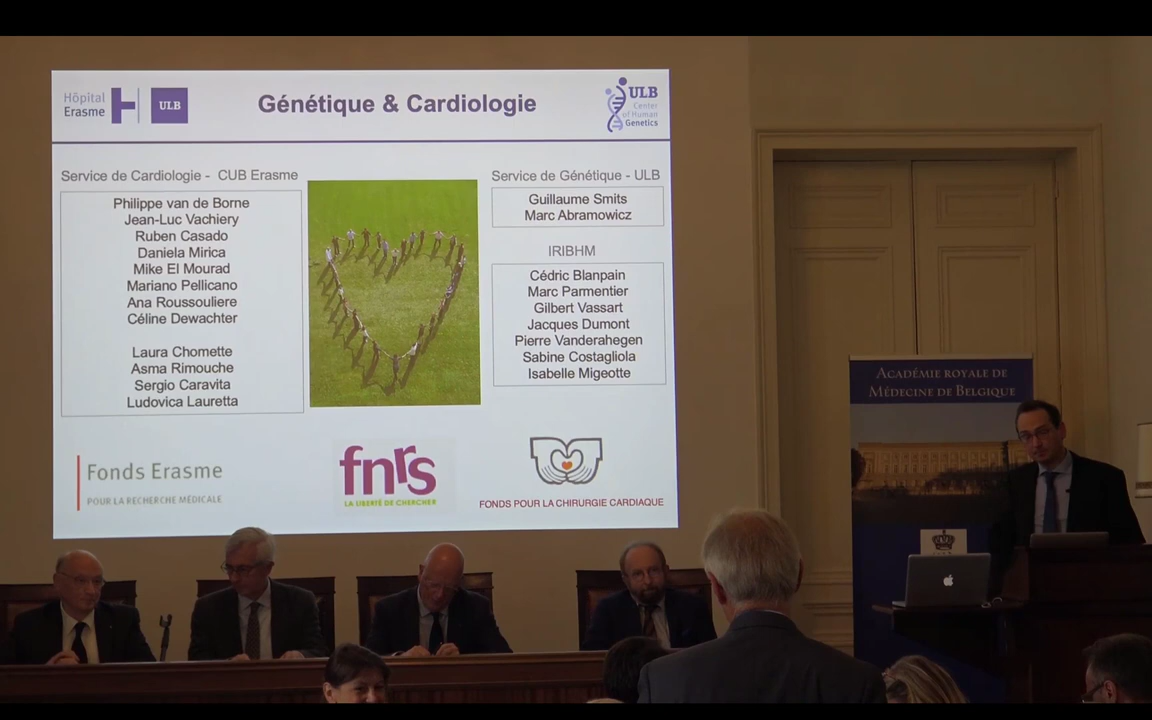 Hôpital
Erasme
ULB
Génétique & Cardiologie
ULB
Center
of Human
Genetics
Service de Cardiologie - CUB Erasme
Philippe van de Borne
Jean-Luc Vachiery
Ruben Casado
Daniela Mirica
Mike El Mourad
Mariano Pellicano
Ana Roussouliere
Céline Dewachter
Laura Chomette
Asma Rimouche
Sergio Caravita
Ludovica Lauretta
Service de Génétique - ULB
Guillaume Smits
Marc Abramowicz
IRIBHM
Cédric Blanpain
Marc Parmentier
Gilbert Vassart
Jacques Dumont
Pierre Vanderahegen
Sabine Costagliola
Isabelle Migeotte
Fonds Erasme
POUR LA RECHERCHE MÉDICALE
fnrs
LA LIBERTÉ DE CHERCHER
FONDS POUR LA CHIRURGIE CARDIAQUE
ACADÉMIE ROYALE DE
MÉDECINE DE BELGIQUE